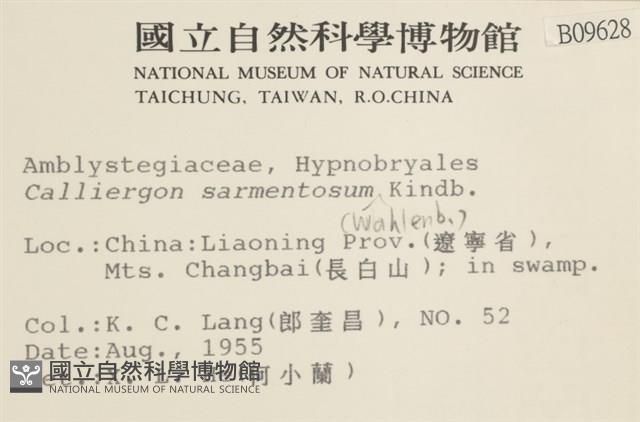 國立自然科學博物館
B09628
NATIONAL MUSEUM OF NATURAL SCIENCE
TAICHUNG, TAIWAN, R.O.CHINA
Amblystegiaceae, Hypnobryales
Calliergon sarmentosum Kindb.
(Wahlenb.)
Loc.:China:Liaoning Prov.(遼寧省),
Mts. Changbai(長白山); in swamp.
Col.:K. C. Lang(郎奎昌), NO. 52
Date:Aug., 1955
國立自然科學博物館
NATIONAL MUSEUM OF NATURAL SCIENCE
小蘭)